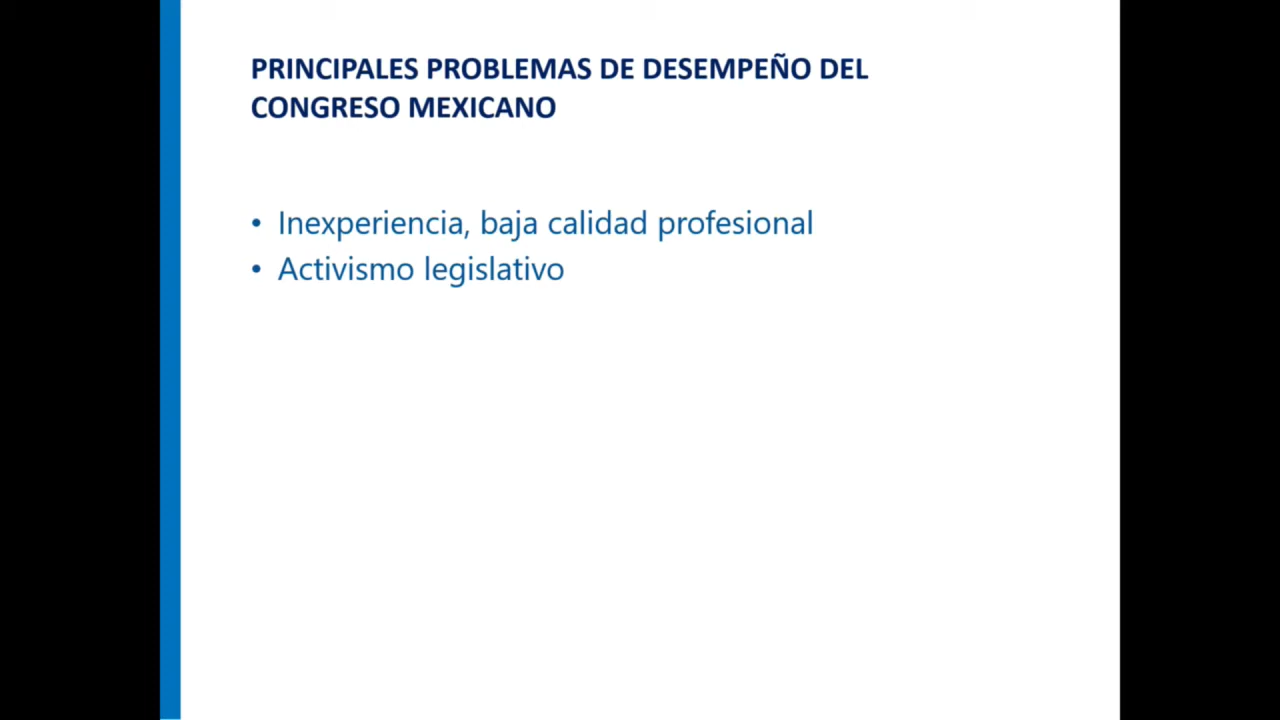 PRINCIPALES PROBLEMAS DE DESEMPEÑO DEL
CONGRESO MEXICANO
• Inexperiencia, baja calidad profesional
• Activismo legislativo